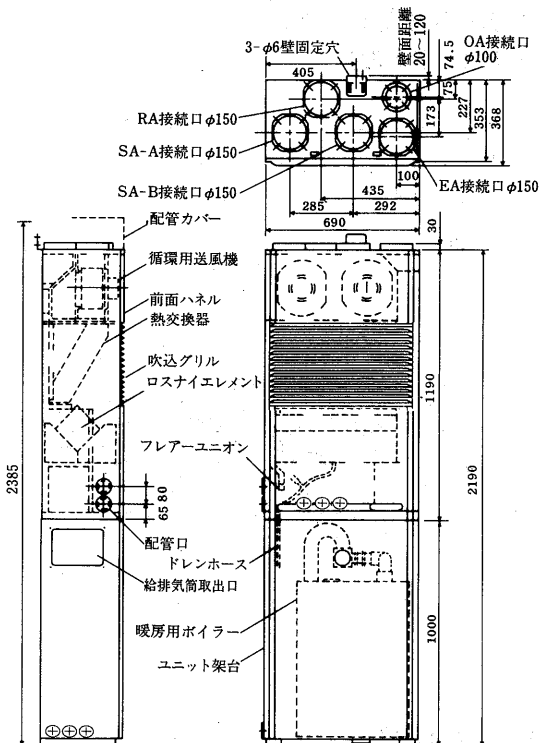 3-φ6壁固定穴
壁面距離
20～120
74.5
OA接続口
φ100
405
75
173
227
353
368
RA接続口φ150
SA-A接続口φ150
SA-B接続口φ150
100
EA接続口φ150
435
285
292
690
30
配管カバー
循環用送風機
前面ハネル
熱交換器
吹込グリル
ロスナイエレメント
フレアーユニオン
1190
2385
2190
65 80
配管口
ドレンホース
給排気筒取出口
暖房用ボイラー
1000
ユニット架台